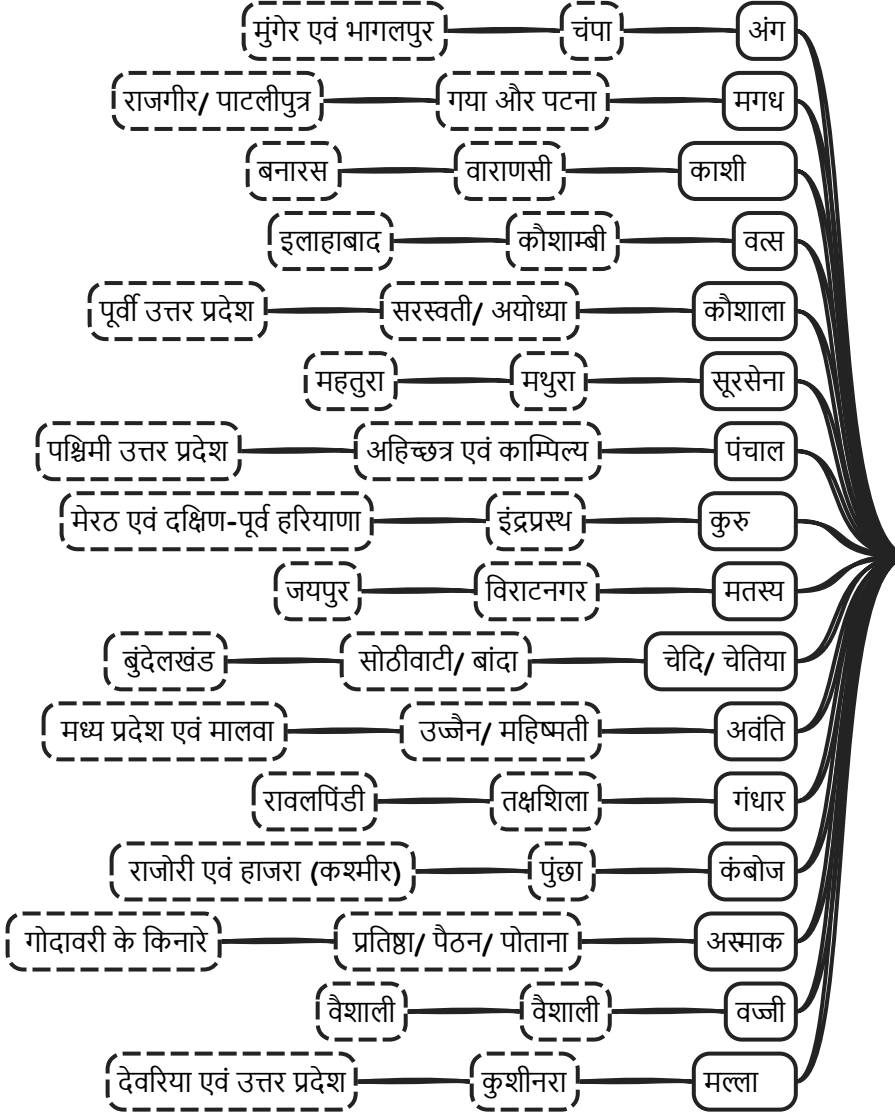 मुंगेर एवं भागलपुर चंपा अंग
राजगीर/ पाटलीपुत्र गया और पटना मगध
बनारस वाराणसी काशी
इलाहाबाद कौशाम्बी वत्स
पूर्वी उत्तर प्रदेश सरस्वती/ अयोध्या कौशाला
महतुरा मथुरा सूरसेना
पश्चिमी उत्तर प्रदेश अहिच्छत्र एवं काम्पिल्य पंचाल
मेरठ एवं दक्षिण-पूर्व हरियाणा इंद्रप्रस्थ कुरु
जयपुर विराटनगर मतस्य
बुंदेलखंड सोठीवाटी/ बांदा चेदि/ चेतिया
मध्य प्रदेश एवं मालवा उज्जैन/ महिष्मती अवंति
रावलपिंडी तक्षशिला गंधार
राजोरी एवं हाजरा (कश्मीर) पुंछा कंबोज
गोदावरी के किनारे प्रतिष्ठा/ पैठन/ पोताना अस्माक
वैशाली वैशाली वज्जी
देवरिया एवं उत्तर प्रदेश कुशीनरा मल्ला